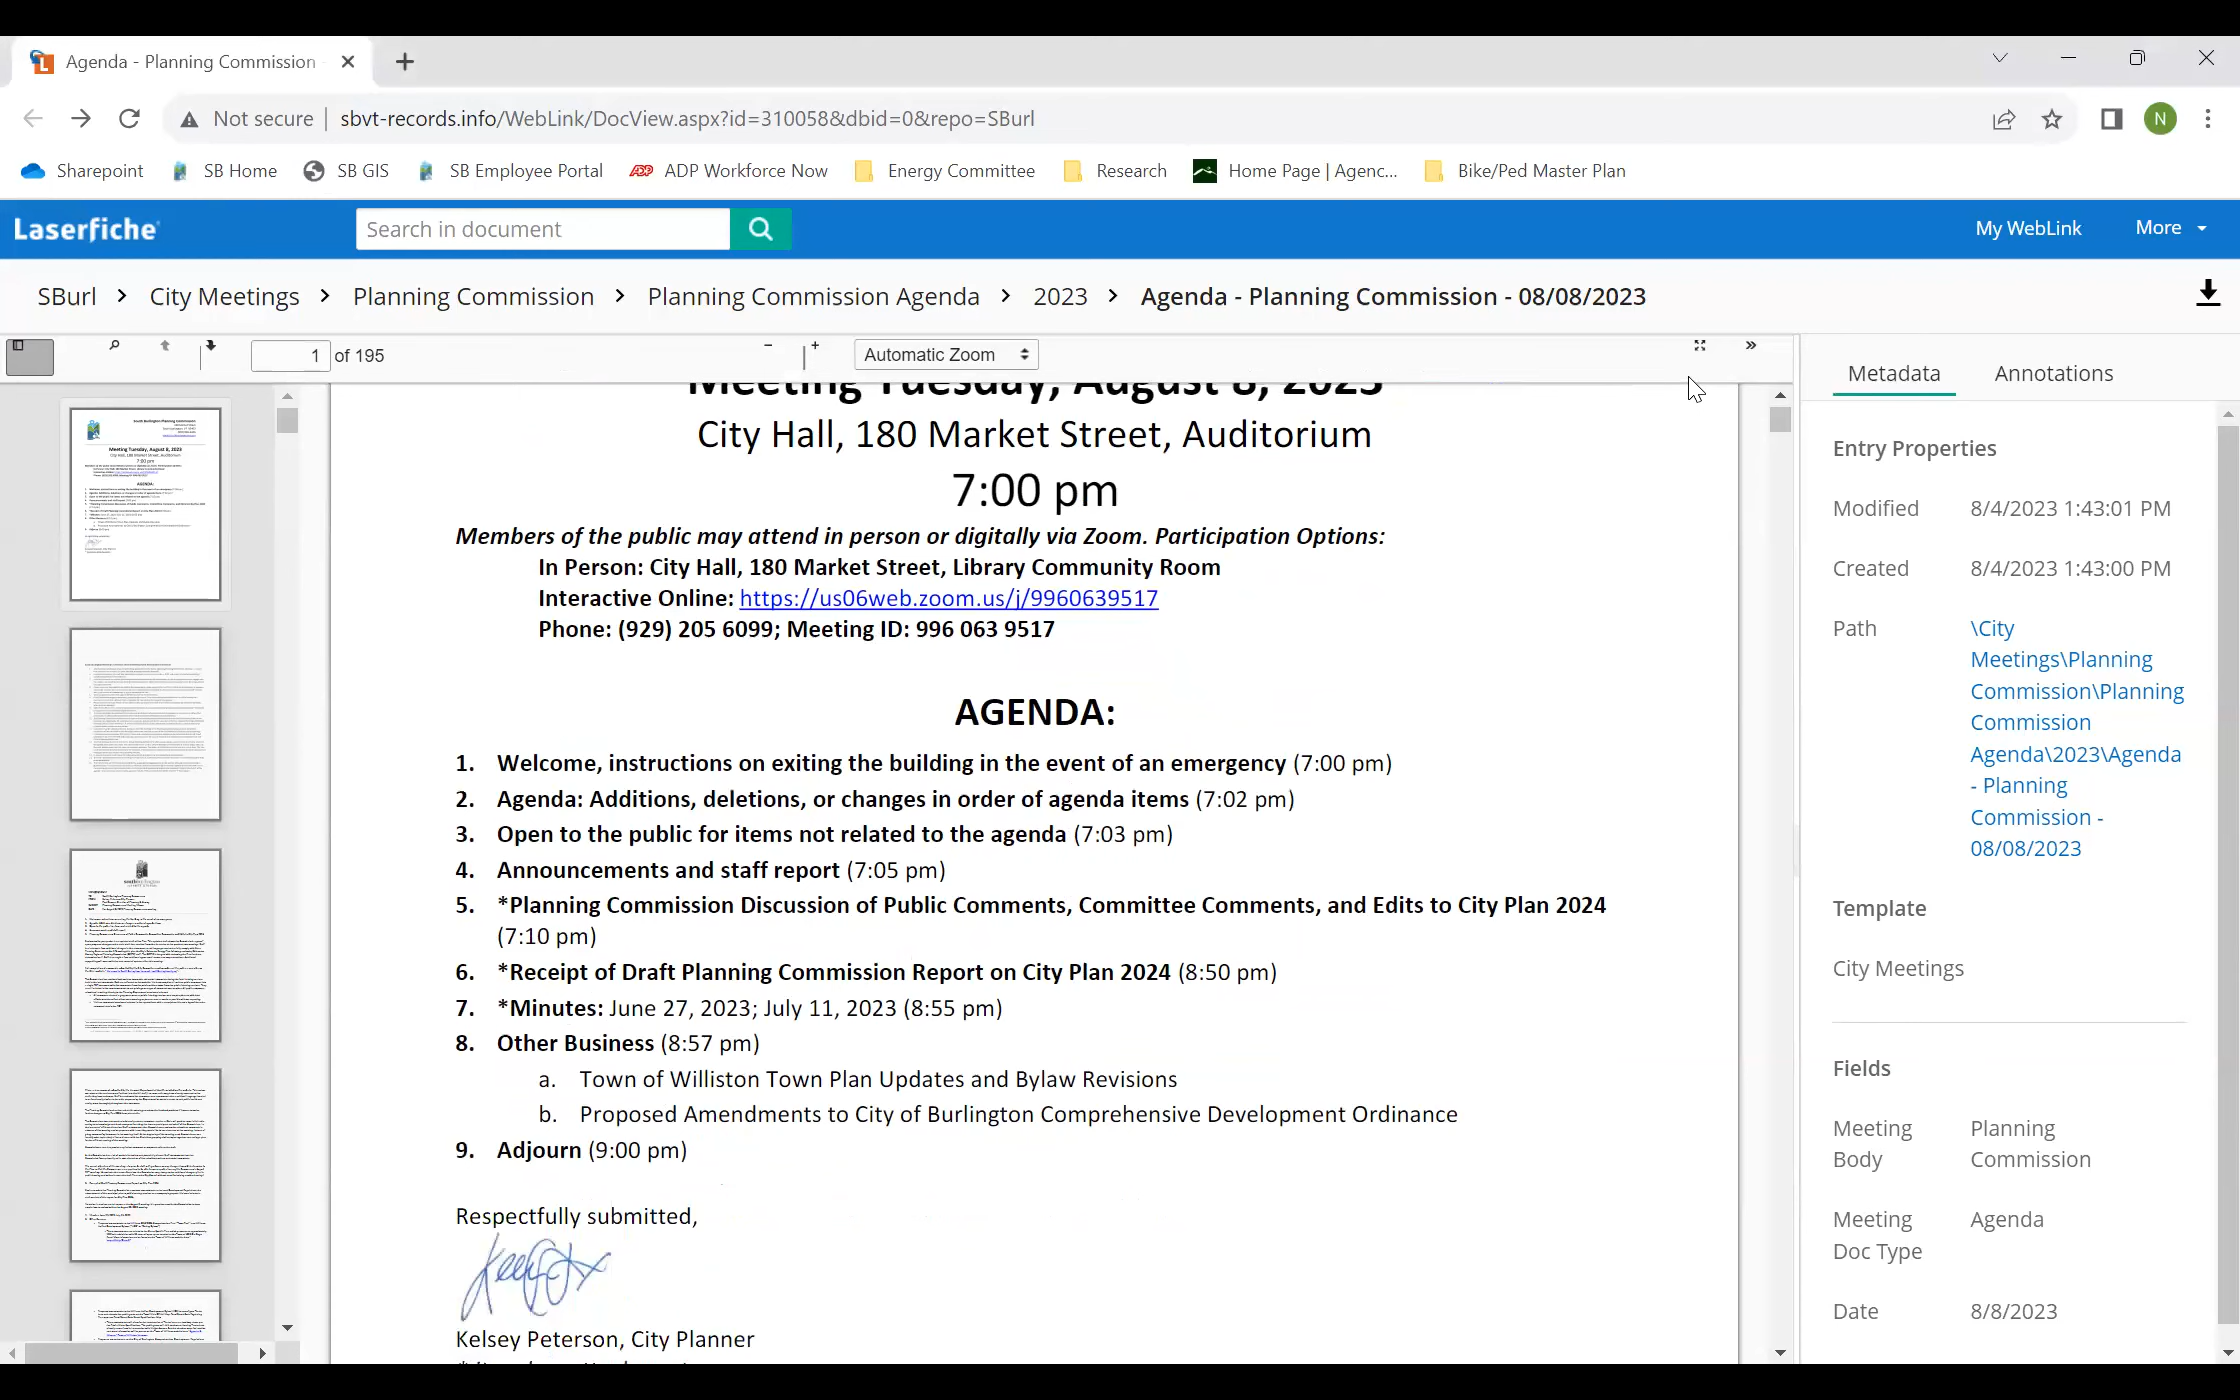 Agenda - Planning Commission
Not secure | sbvt-records.info/WebLink/DocView.aspx?id=310058&dbid=0&repo=SBurl
N
Sharepoint SB Home SB GIS SB Employee Portal ADP ADP Workforce Now Energy Committee Research Home Page | Agenc... Bike/Ped Master Plan
Laserfiche Search in document My WebLink More
SBurl > City Meetings > Planning Commission > Planning Commission Agenda > 2023 > Agenda - Planning Commission - 08/08/2023
1 of 195 Automatic Zoom
Meeting Tuesday, August 8, 2023
City Hall, 180 Market Street, Auditorium
7:00 pm
Members of the public may attend in person or digitally via Zoom. Participation Options:
In Person: City Hall, 180 Market Street, Library Community Room
Interactive Online: https://us06web.zoom.us/j/9960639517
Phone: (929) 205 6099; Meeting ID: 996 063 9517
AGENDA:
1. Welcome, instructions on exiting the building in the event of an emergency (7:00 pm)
2. Agenda: Additions, deletions, or changes in order of agenda items (7:02 pm)
3. Open to the public for items not related to the agenda (7:03 pm)
4. Announcements and staff report (7:05 pm)
5. *Planning Commission Discussion of Public Comments, Committee Comments, and Edits to City Plan 2024
(7:10 pm)
6. *Receipt of Draft Planning Commission Report on City Plan 2024 (8:50 pm)
7. *Minutes: June 27, 2023; July 11, 2023 (8:55 pm)
8. Other Business (8:57 pm)
a. Town of Williston Town Plan Updates and Bylaw Revisions
b. Proposed Amendments to City of Burlington Comprehensive Development Ordinance
9. Adjourn (9:00 pm)
Respectfully submitted,
Kelsey Peterson, City Planner
Metadata Annotations
Entry Properties
Modified 8/4/2023 1:43:01 PM
Created 8/4/2023 1:43:00 PM
Path \City
Meetings\Planning
Commission\Planning
Commission
Agenda\2023\Agenda
- Planning
Commission -
08/08/2023
Template
City Meetings
Fields
Meeting Planning
Body Commission
Meeting Agenda
Doc Type
Date 8/8/2023